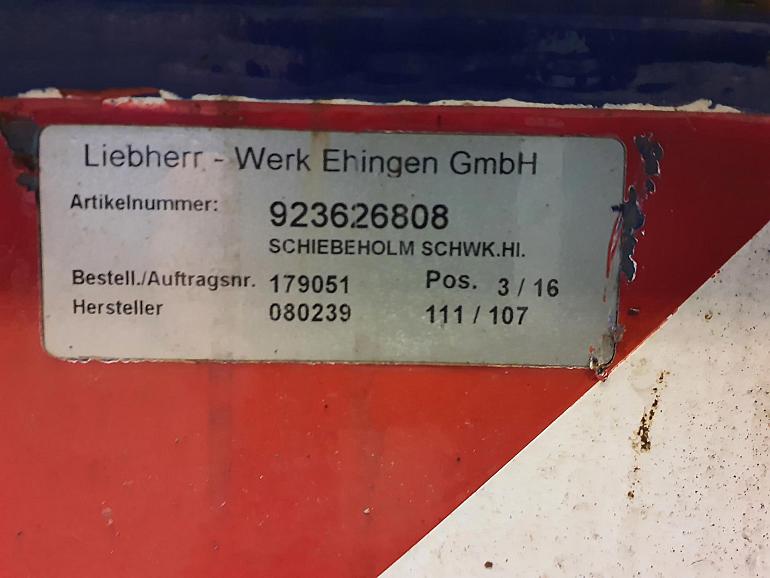 Liebherr - Werk Ehingen GmbH
Artikelnummer: 923626808
SCHIEBEHOLM SCHWK.HI.
Bestell./Auftragsnr. 179051 Pos. 3 / 16
Hersteller 080239 111 / 107